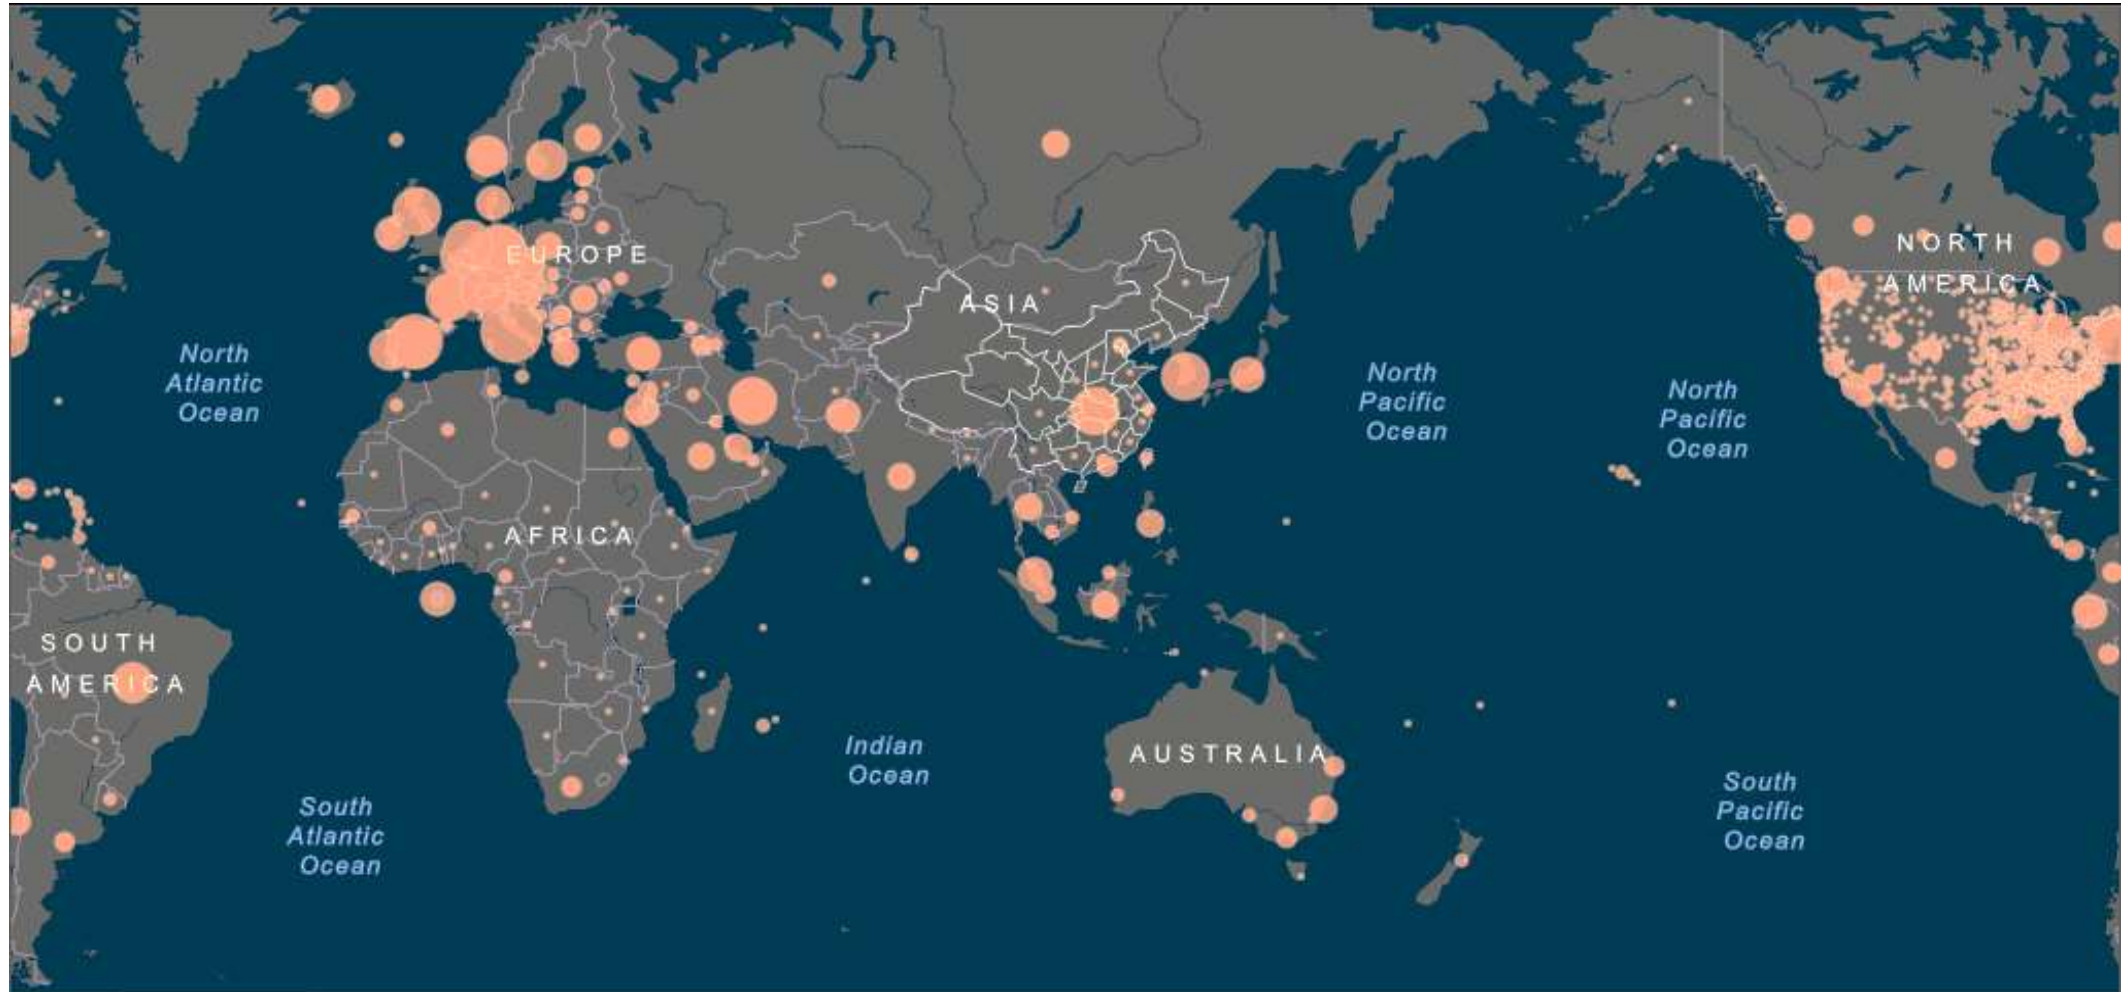 EUROPE
NORTH
AMERICA
ASIA
North
Atlantic
Ocean
North
Pacific
Ocean
North
Pacific
Ocean
AFRICA
SOUTH
AMERICA
Indian
Ocean
AUSTRALIA
South
Atlantic
Ocean
South
Pacific
Ocean